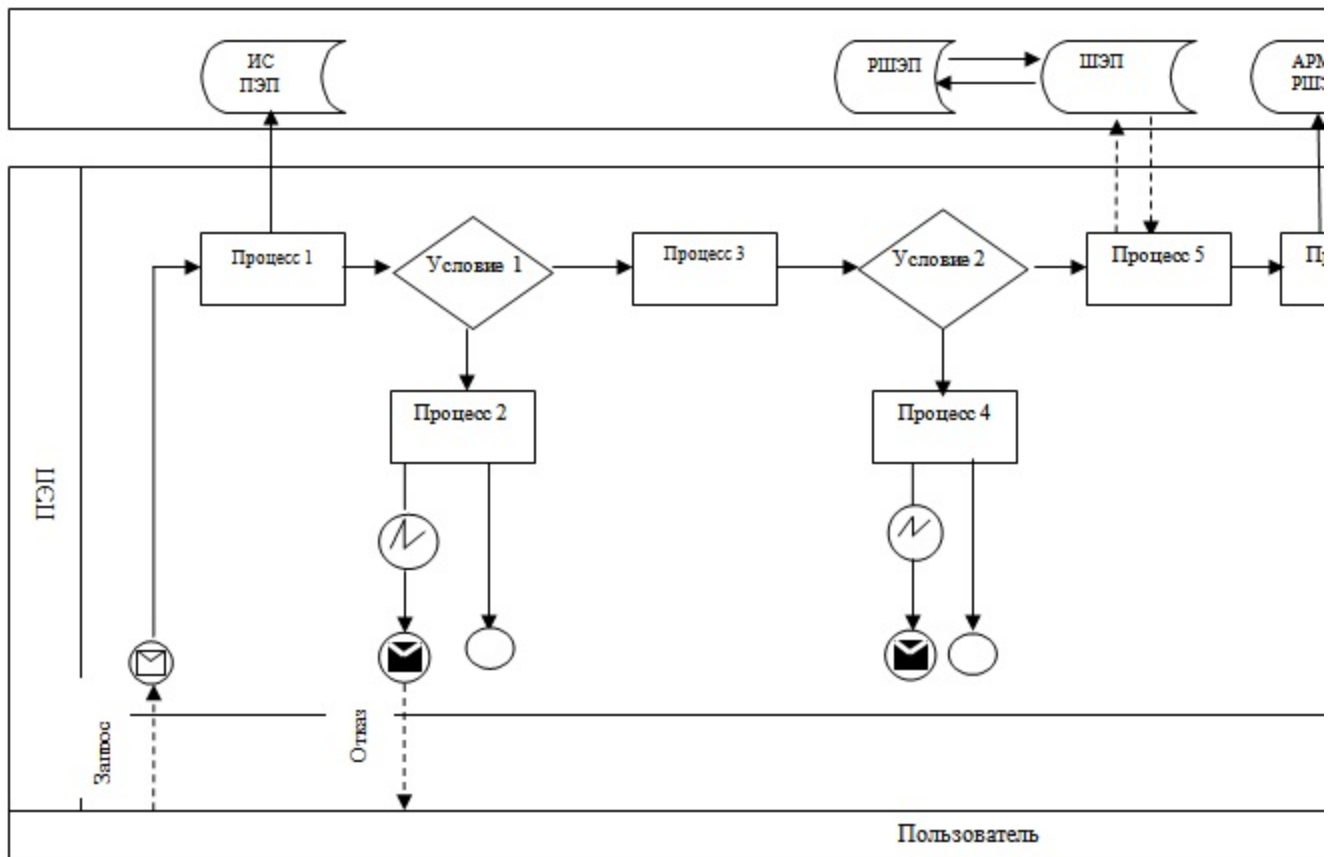 ИС
ПЭП
РШЭП
ШЭП
Процесс 1
Условие 1
Процесс 3
Условие 2
Процесс 5
Процесс 2
Процесс 4
ПЭП
Запрос
Отказ
Пользователь